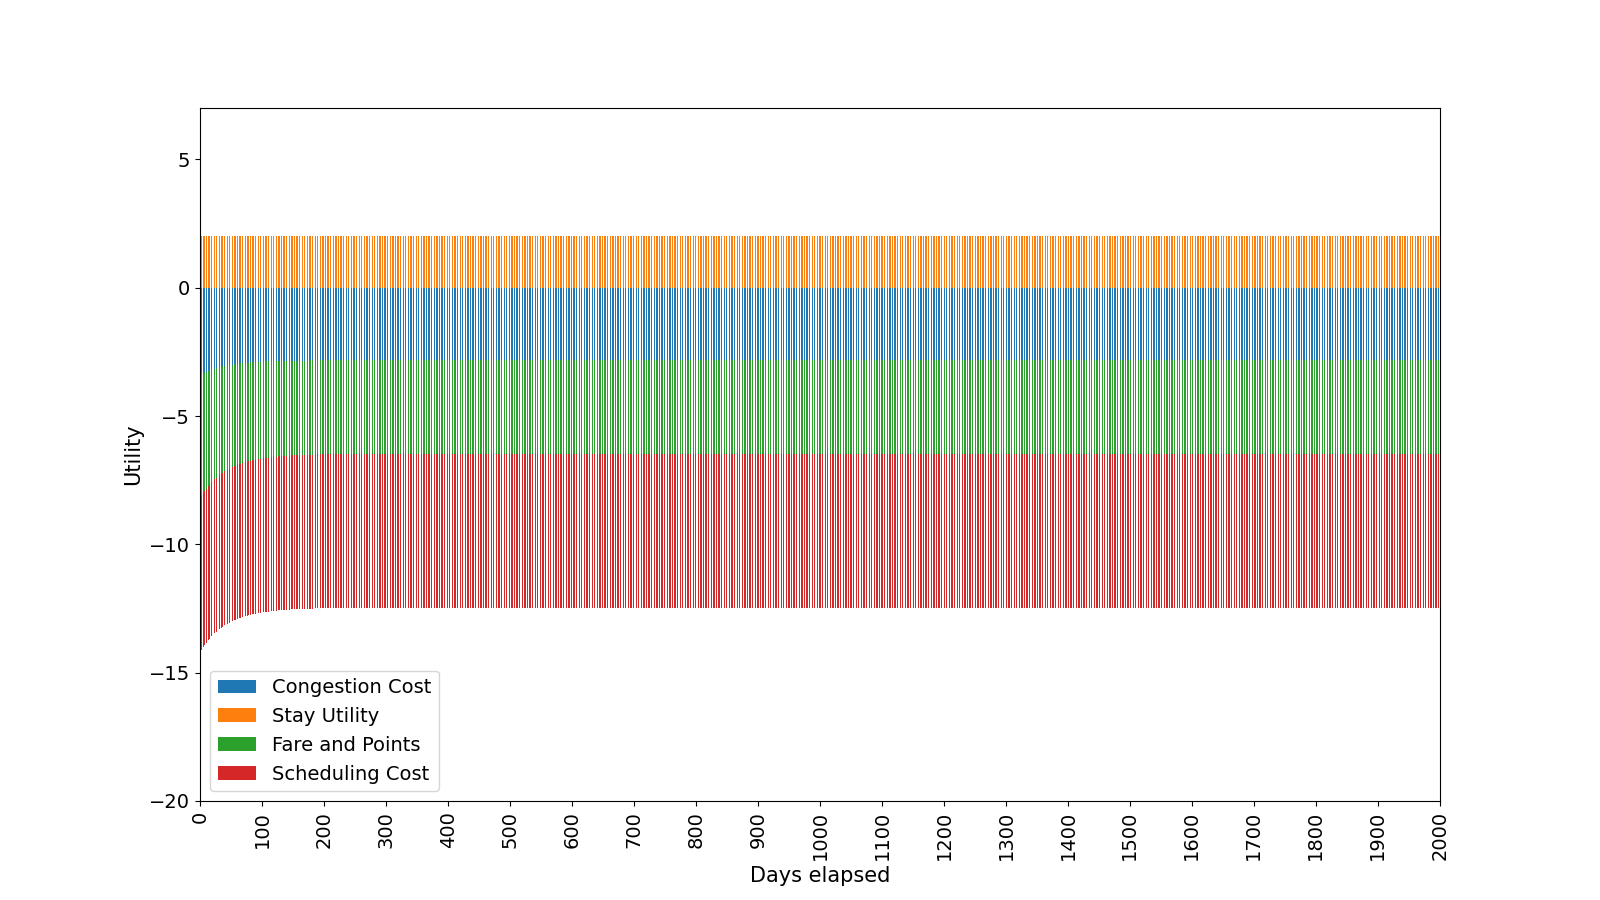 5
0
−5
−10
−15
−20
Utility
Congestion Cost
Stay Utility
Fare and Points
Scheduling Cost
0 100 200 300 400 500 600 700 800 900 1000 1100 1200 1300 1400 1500 1600 1700 1800 1900 2000
Days elapsed